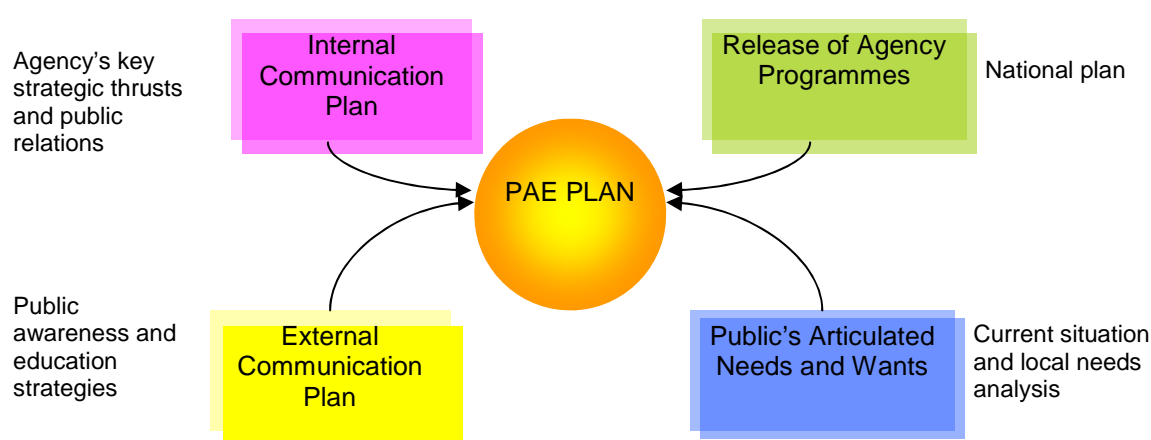 Agency's key
strategic thrusts
and public
relations
Internal
Communication
Plan
Release of Agency
Programmes
National plan
PAE PLAN
Public
awareness and
education
strategies
External
Communication
Plan
Public's Articulated
Needs and Wants
Current situation
and local needs
analysis